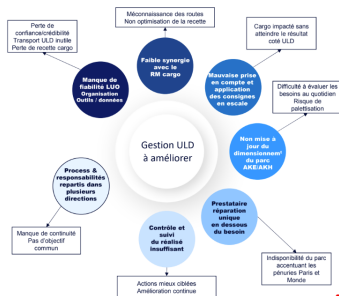 Méconnaissance des routes
Non optimisation de la recette
Perte de
confiance/crédibilité
Transport ULD inutile
Perte de recette cargo
Cargo impacté sans
atteindre le résultat
coté ULD
Faible synergie
avec le
RM cargo
Manque de
fiabilité LUO
Organisation
Outils / données
Mauvaise prise
en compte et
application
des consignes
en escale
Difficulté à évaluer les
besoins au quotidien
Risque de
palettisation
Gestion ULD
à améliorer
Non mise à
jour du
dimensionnemt
du parc
AKE/AKH
Process &
responsabilités
repartis dans
plusieurs
directions
Prestataire
réparation
unique
en dessous
du besoin
Contrôle et
suivi
du réalisé
insuffisant
Manque de continuité
Pas d'objectif
commun
Indisponibilité du parc
accentuant les
pénuries Paris et
Monde
Actions mieux ciblées
Amélioration continue